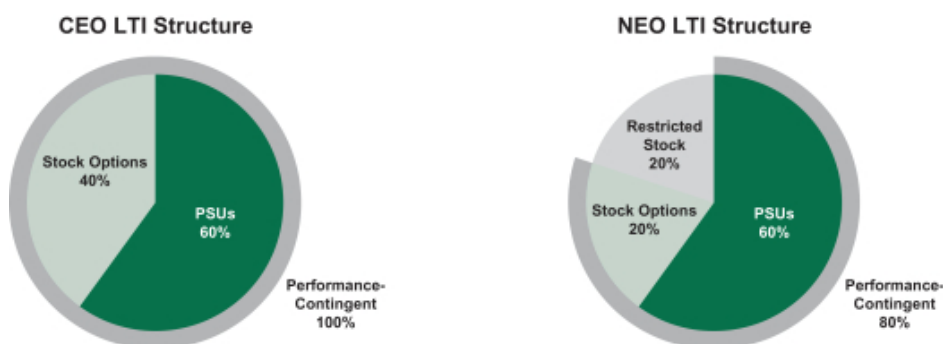 CEO LTI Structure
Stock Options
40%
PSUs
60%
Performance-
Contingent
100%
NEO LTI Structure
Restricted
Stock
20%
Stock Options
20%
PSUs
60%
Performance-
Contingent
80%